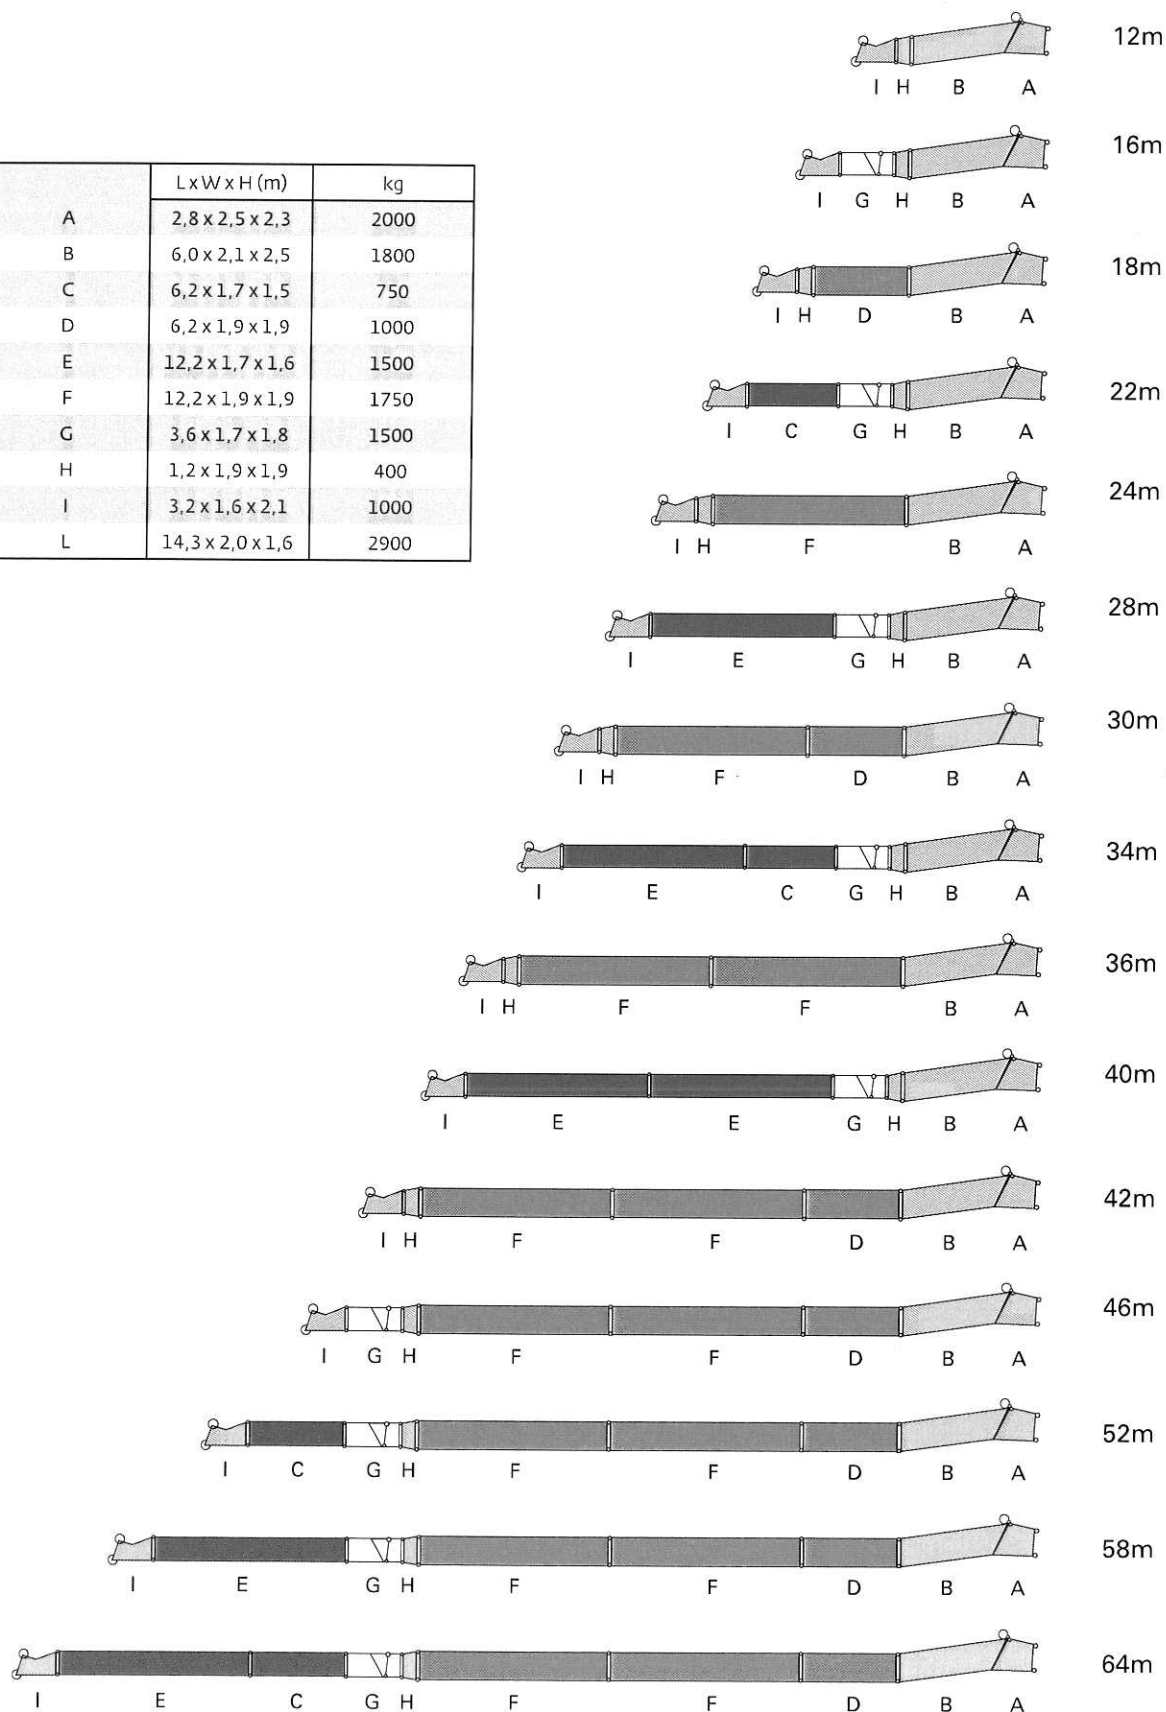 12m
I H B A
16m
I G H B A
L x W x H (m) kg
A 2,8 x 2,5 x 2,3 2000
B 6,0 x 2,1 x 2,5 1800
C 6,2 x 1,7 x 1,5 750
D 6,2 x 1,9 x 1,9 1000
E 12,2 x 1,7 x 1,6 1500
F 12,2 x 1,9 x 1,9 1750
G 3,6 x 1,7 x 1,8 1500
H 1,2 x 1,9 x 1,9 400
I 3,2 x 1,6 x 2,1 1000
L 14,3 x 2,0 x 1,6 2900
18m
I H D B A
22m
I C G H B A
24m
I H F B A
28m
I E G H B A
30m
I H F D B A
34m
I E C G H B A
36m
I H F F B A
40m
I E E G H B A
42m
I H F F D B A
46m
I G H F F D B A
52m
I C G H F F D B A
58m
I E G H F F D B A
64m
I E C G H F F D B A